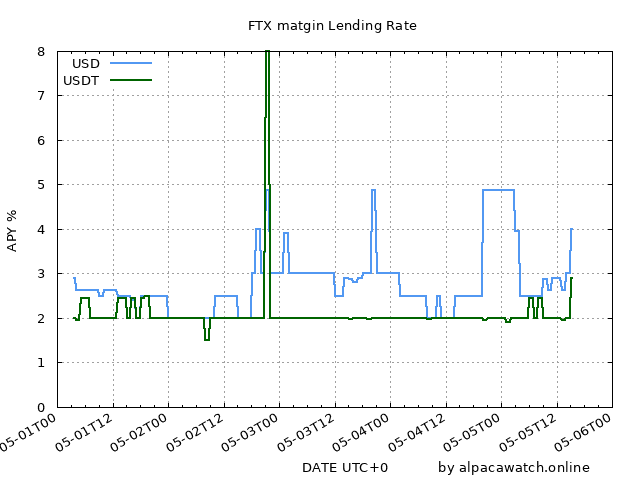 FTX matgin Lending Rate
8
USD
USDT
7
6
5
4
APY %
3
2
1
0
05-01T00
05-01T12
05-02T00
05-02T12
05-03T00
05-03T12
05-04T00
05-04T12
05-05T00
05-05T12
05-06T00
DATE UTC+0
by alpacawatch.online